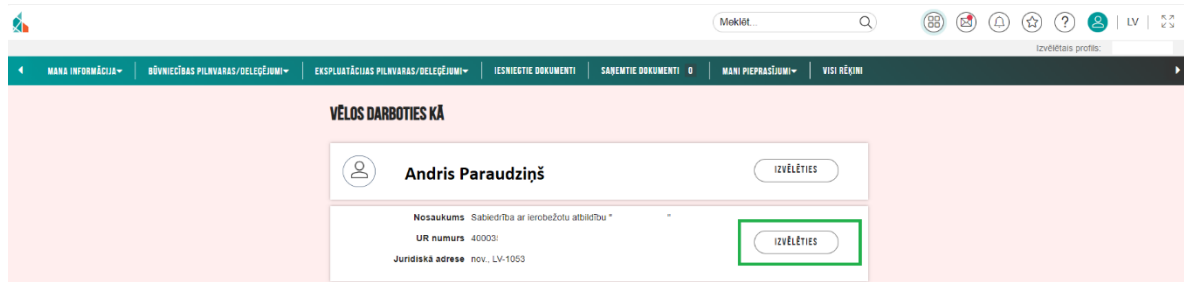 Meklēt...
LV
Izvēlētais profils:
MANA INFORMĀCIJA
BŪVNIECĪBAS PILNVARAS/DELEĢĒJUMI
EKSPLUATĀCIJAS PILNVARAS/DELEĢĒJUMI
IESNIEGTIE DOKUMENTI
SAŅEMTIE DOKUMENTI 0
MANI PIEPRASĪJUMI
VISI RĒĶINI
VĒLOS DARBOTIES KĀ
Andris Paraudziņš
IZVĒLĒTIES
Nosaukums Sabiedrība ar ierobežotu atbildību " "
UR numurs 40003
IZVĒLĒTIES
Juridiskā adrese nov., LV-1053